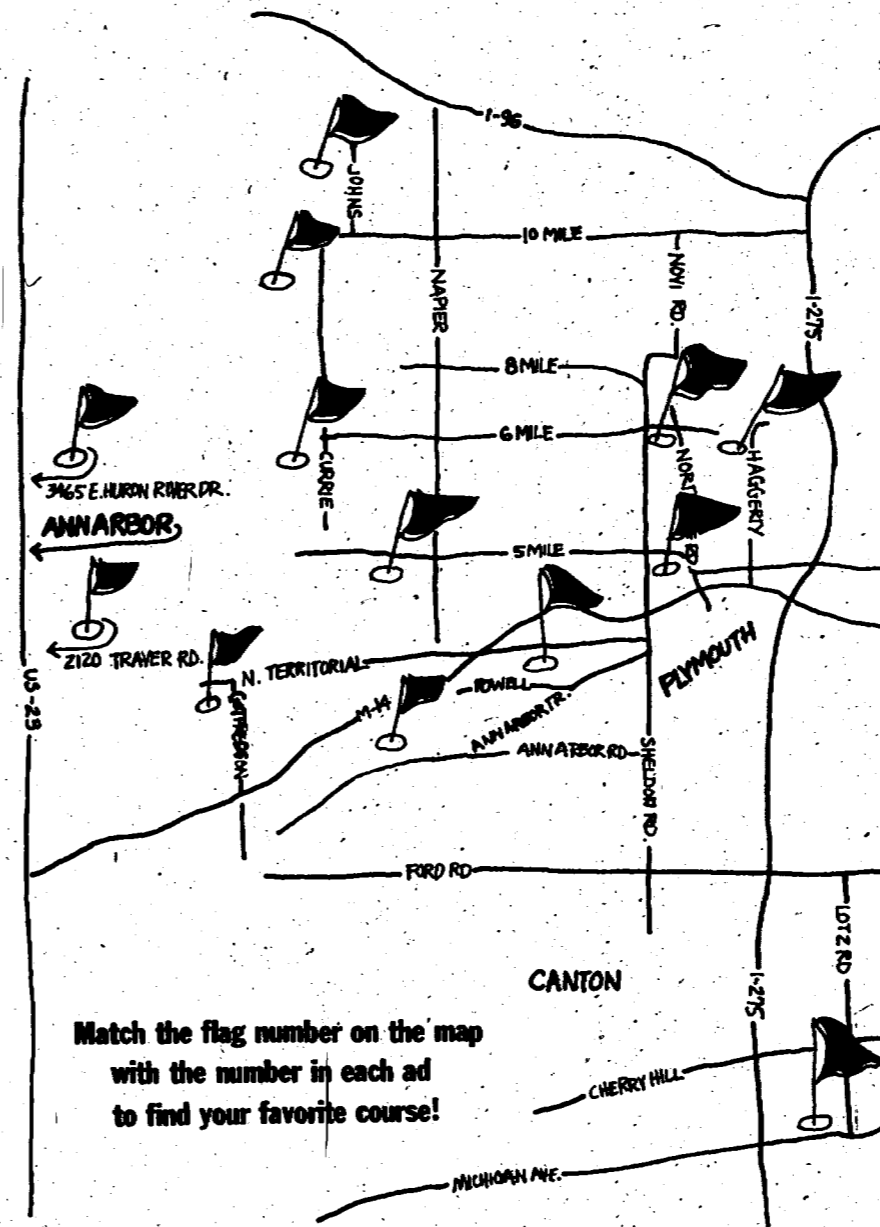 I-96
JOHNS
10 MILE
NAPIER
NOVI RD.
I-275
8 MILE
6 MILE
CURRIE
HAGGERTY
3465 E. HURON RIVER DR.
ANN ARBOR
5 MILE
RD
2120 TRAVER RD.
N. TERRITORIAL
PLYMOUTH
US-23
M-14
POWELL
ANN ARBOR TR.
ANN ARBOR RD
SHELDON RD.
FORD RD
LOTZ RD
CANTON
I-275
Match the flag number on the map
with the number in each ad
to find your favorite course!
CHERRY HILL
MICHIGAN AVE.